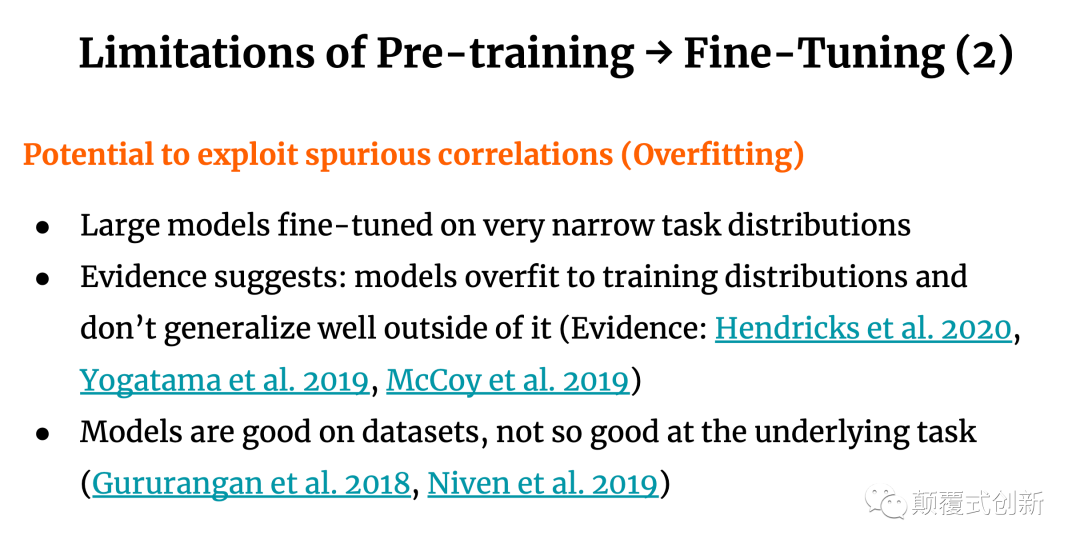 Limitations of Pre-training → Fine-Tuning (2)
Potential to exploit spurious correlations (Overfitting)
● Large models fine-tuned on very narrow task distributions
● Evidence suggests: models overfit to training distributions and
don’t generalize well outside of it (Evidence: Hendricks et al. 2020,
Yogatama et al. 2019, McCoy et al. 2019)
● Models are good on datasets, not so good at the underlying task
(Gururangan et al. 2018, Niven et al. 2019)
颠覆式创新